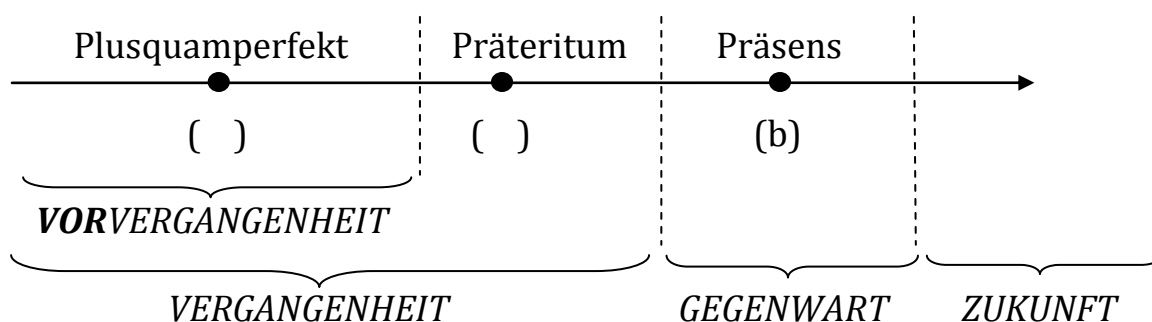 Plusquamperfekt Präteritum Präsens
( ) ( ) (b)
VORVERGANGENHEIT
VERGANGENHEIT GEGENWART ZUKUNFT